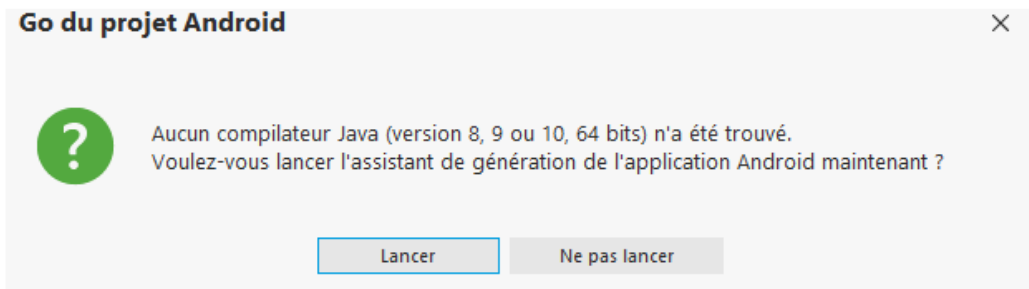 Go du projet Android
Aucun compilateur Java (version 8, 9 ou 10, 64 bits) n'a été trouvé.
Voulez-vous lancer l'assistant de génération de l'application Android maintenant ?
Lancer
Ne pas lancer